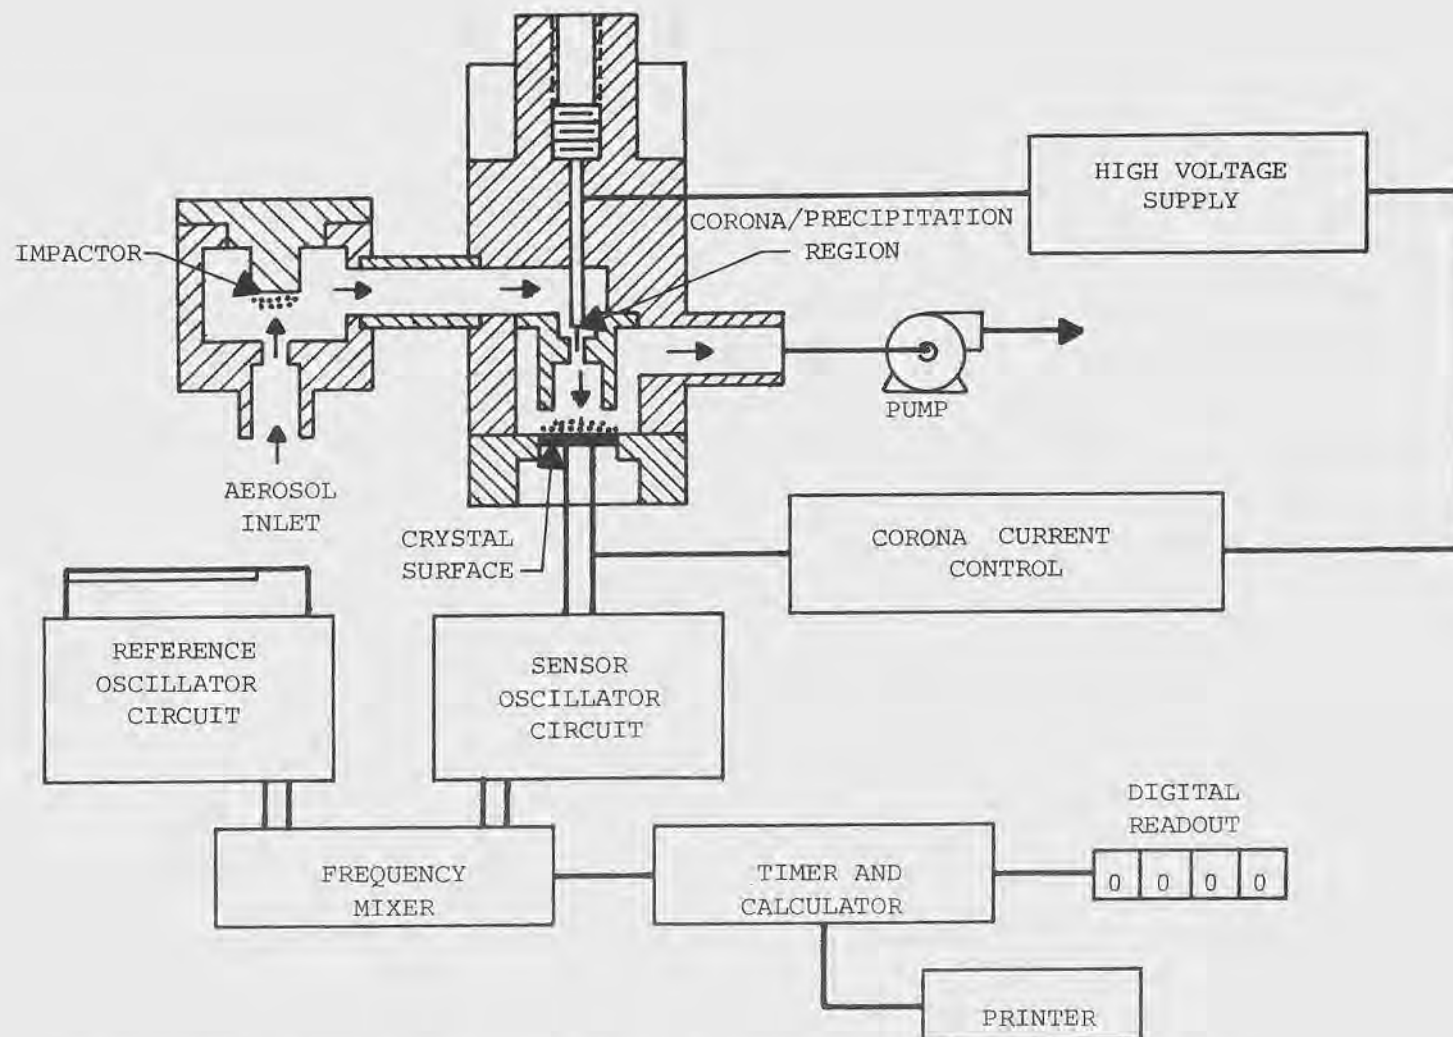 HIGH VOLTAGE
SUPPLY
CORONA/PRECIPITATION
REGION
IMPACTOR
PUMP
AEROSOL
INLET
CRYSTAL
SURFACE
CORONA CURRENT
CONTROL
REFERENCE
OSCILLATOR
CIRCUIT
SENSOR
OSCILLATOR
CIRCUIT
DIGITAL
READOUT
0 0 0 0
FREQUENCY
MIXER
TIMER AND
CALCULATOR
PRINTER